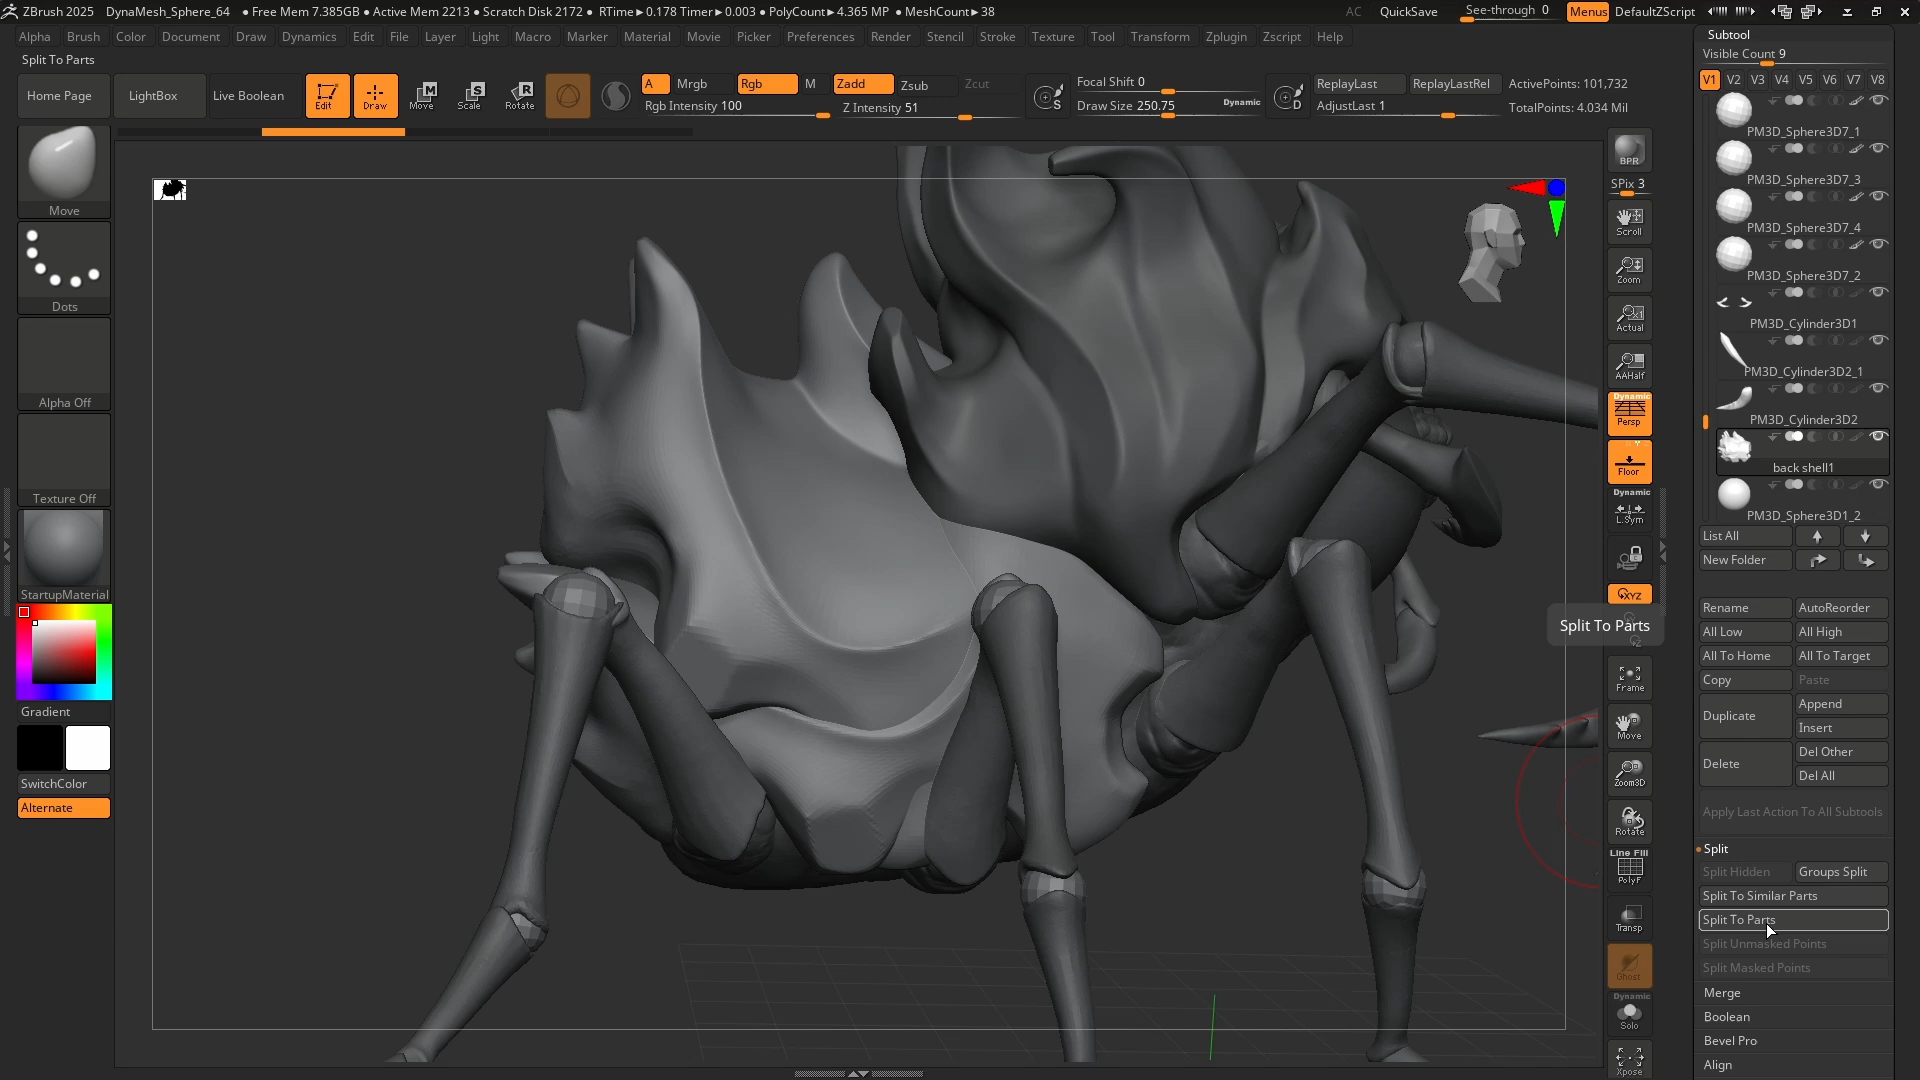 ZBrush 2025 DynaMesh_Sphere_64 ● Free Mem 7.385GB ● Active Mem 2213 ● Scratch Disk 2172 ● RTime►0.178 Timer►0.003 ● PolyCount►4.365 MP ● MeshCount►38 AC QuickSave See-through 0 Menus DefaultZScript
Alpha Brush Color Document Draw Dynamics Edit File Layer Light Macro Marker Material Movie Picker Preferences Render Stencil Stroke Texture Tool Transform Zplugin Zscript Help
Split To Parts
Home Page LightBox Live Boolean Edit Draw Move Scale Rotate
A Mrgb Rgb M Zadd Zsub Zcut
Rgb Intensity 100 Z Intensity 51
Focal Shift 0
Draw Size 250.75 Dynamic
S D
ReplayLast ReplayLastRel
AdjustLast 1
ActivePoints: 101,732
TotalPoints: 4.034 Mil
Move
Dots
Alpha Off
Texture Off
StartupMaterial
Gradient
SwitchColor
Alternate
BPR
SPix 3
Scroll
Zoom
Actual
AAHalf
Dynamic
Persp
Floor
Dynamic
L.Sym
XYZ
Split To Parts
Frame
Move
Zoom3D
Rotate
Line Fill
PolyF
Transp
Ghost
Dynamic
Solo
Xpose
Subtool
Visible Count 9
V1 V2 V3 V4 V5 V6 V7 V8
PM3D_Sphere3D7_1
PM3D_Sphere3D7_3
PM3D_Sphere3D7_4
PM3D_Sphere3D7_2
PM3D_Cylinder3D1
PM3D_Cylinder3D2_1
PM3D_Cylinder3D2
back shell1
PM3D_Sphere3D1_2
List All
New Folder
Rename AutoReorder
All Low All High
All To Home All To Target
Copy Paste
Duplicate Append
Insert
Delete Del Other
Del All
Apply Last Action To All Subtools
Split
Split Hidden Groups Split
Split To Similar Parts
Split To Parts
Split Unmasked Points
Split Masked Points
Merge
Boolean
Bevel Pro
Align